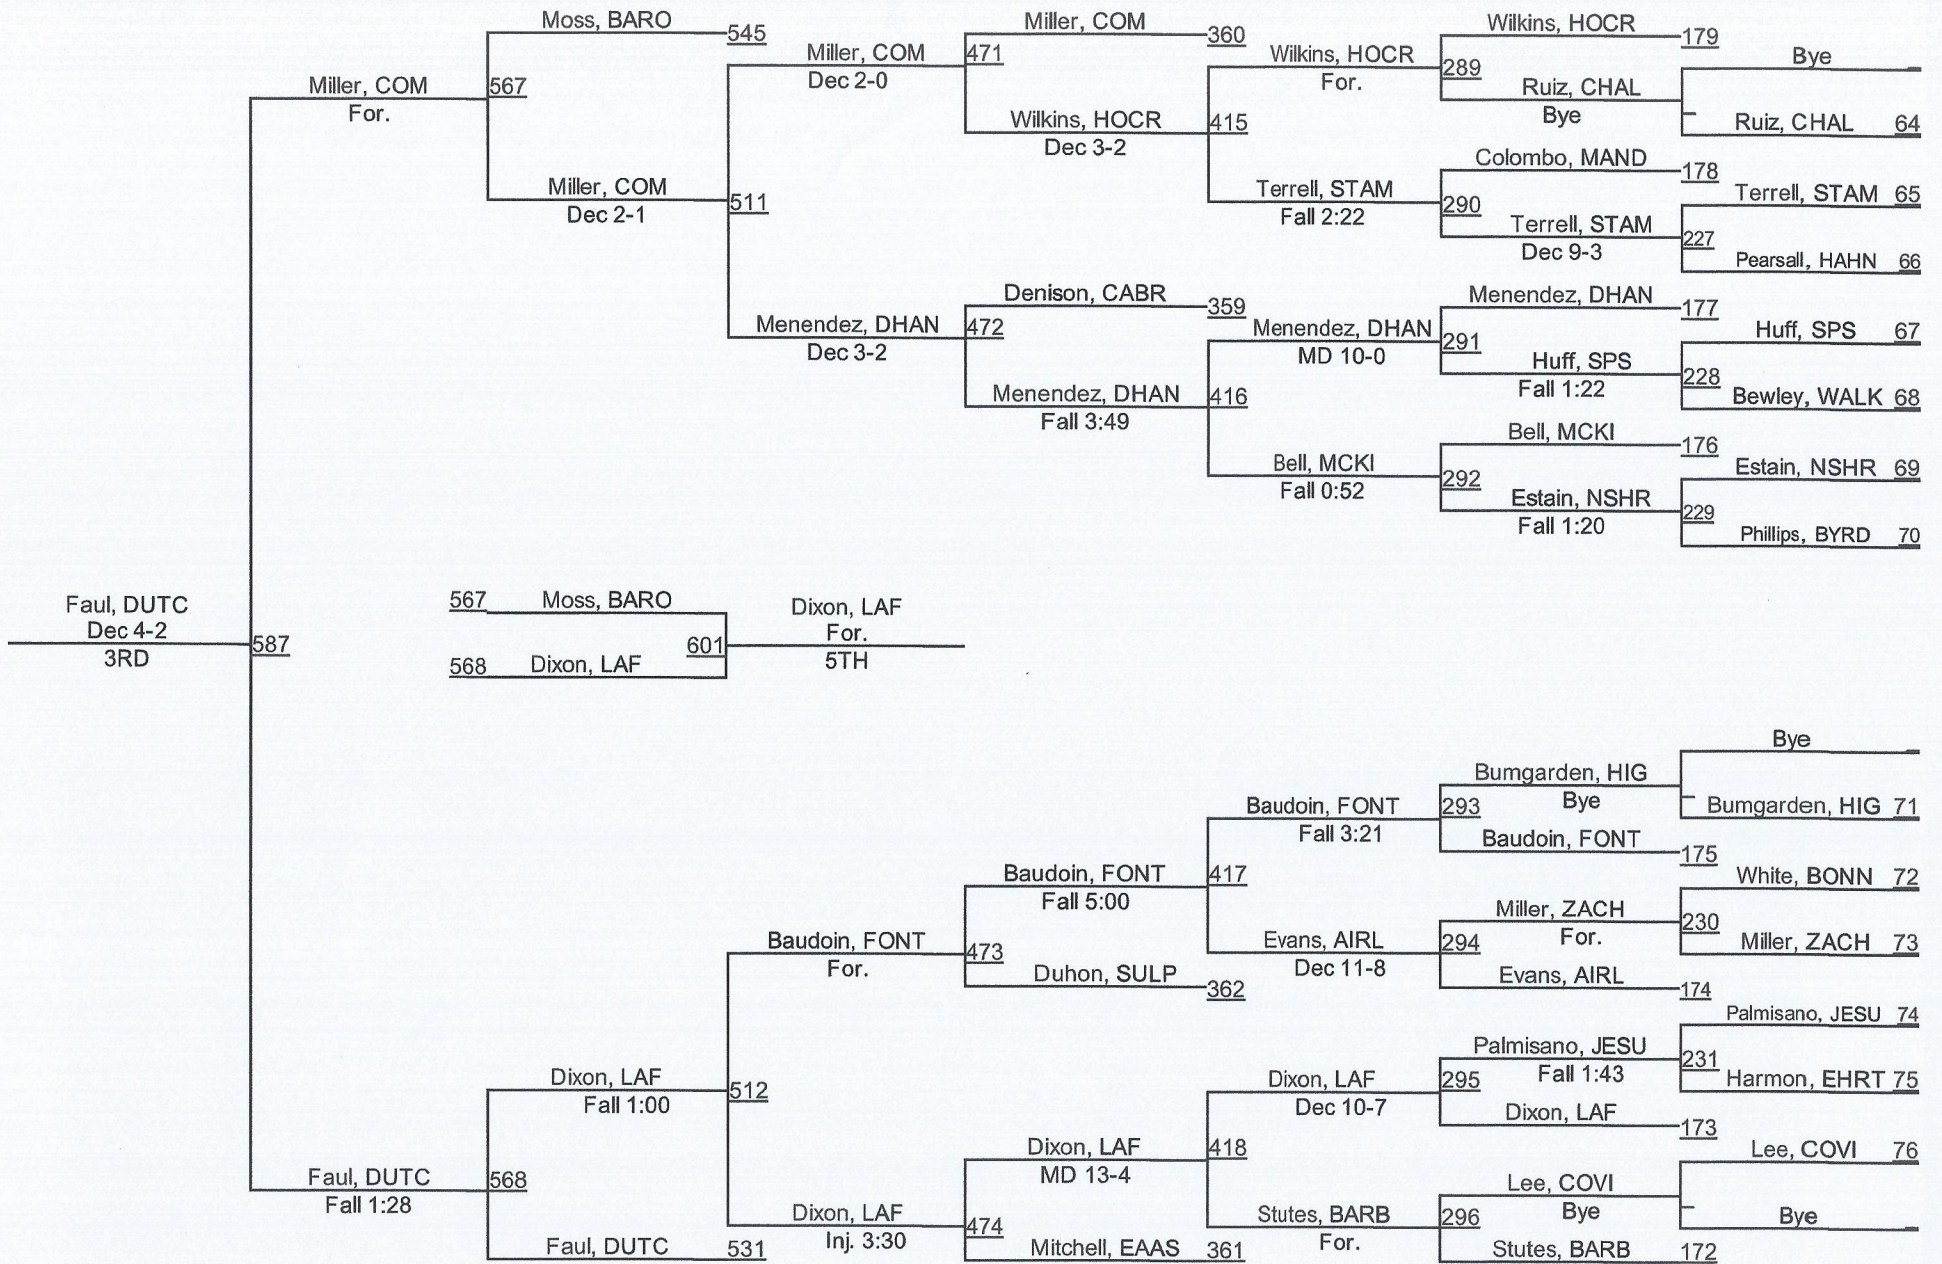 Moss, BARO
545
Miller, COM
For.
567
Miller, COM
Dec 2-1
511
Miller, COM
Dec 2-0
471
Miller, COM
360
Wilkins, HOCR
Dec 3-2
415
Wilkins, HOCR
For.
289
Wilkins, HOCR
179
Ruiz, CHAL
Bye
Bye
Ruiz, CHAL 64
Terrell, STAM
Fall 2:22
290
Colombo, MAND
178
Terrell, STAM
Dec 9-3
227
Terrell, STAM 65
Pearsall, HAHN 66
Menendez, DHAN
Dec 3-2
472
Denison, CABR
359
Menendez, DHAN
Fall 3:49
416
Menendez, DHAN
MD 10-0
291
Menendez, DHAN
177
Huff, SPS
Fall 1:22
228
Huff, SPS 67
Bewley, WALK 68
Bell, MCKI
Fall 0:52
292
Bell, MCKI
176
Estain, NSHR
Fall 1:20
229
Estain, NSHR 69
Phillips, BYRD 70
Faul, DUTC
Dec 4-2
3RD
587
567 Moss, BARO
568 Dixon, LAF
601
Dixon, LAF
For.
5TH
Baudoin, FONT
For.
473
Baudoin, FONT
Fall 5:00
417
Baudoin, FONT
Fall 3:21
293
Bumgarden, HIG
Bye
Bye
Bumgarden, HIG 71
Baudoin, FONT
175
Evans, AIRL
Dec 11-8
294
Miller, ZACH
For.
230
White, BONN 72
Miller, ZACH 73
Evans, AIRL
174
Duhon, SULP
362
Dixon, LAF
Fall 1:00
512
Faul, DUTC
Fall 1:28
568
Faul, DUTC
531
Dixon, LAF
Inj. 3:30
474
Dixon, LAF
MD 13-4
418
Dixon, LAF
Dec 10-7
295
Palmisano, JESU
Fall 1:43
231
Palmisano, JESU 74
Harmon, EHRT 75
Dixon, LAF
173
Stutes, BARB
For.
296
Lee, COVI
Bye
Lee, COVI 76
Bye
Stutes, BARB
172
Mitchell, EAAS
361